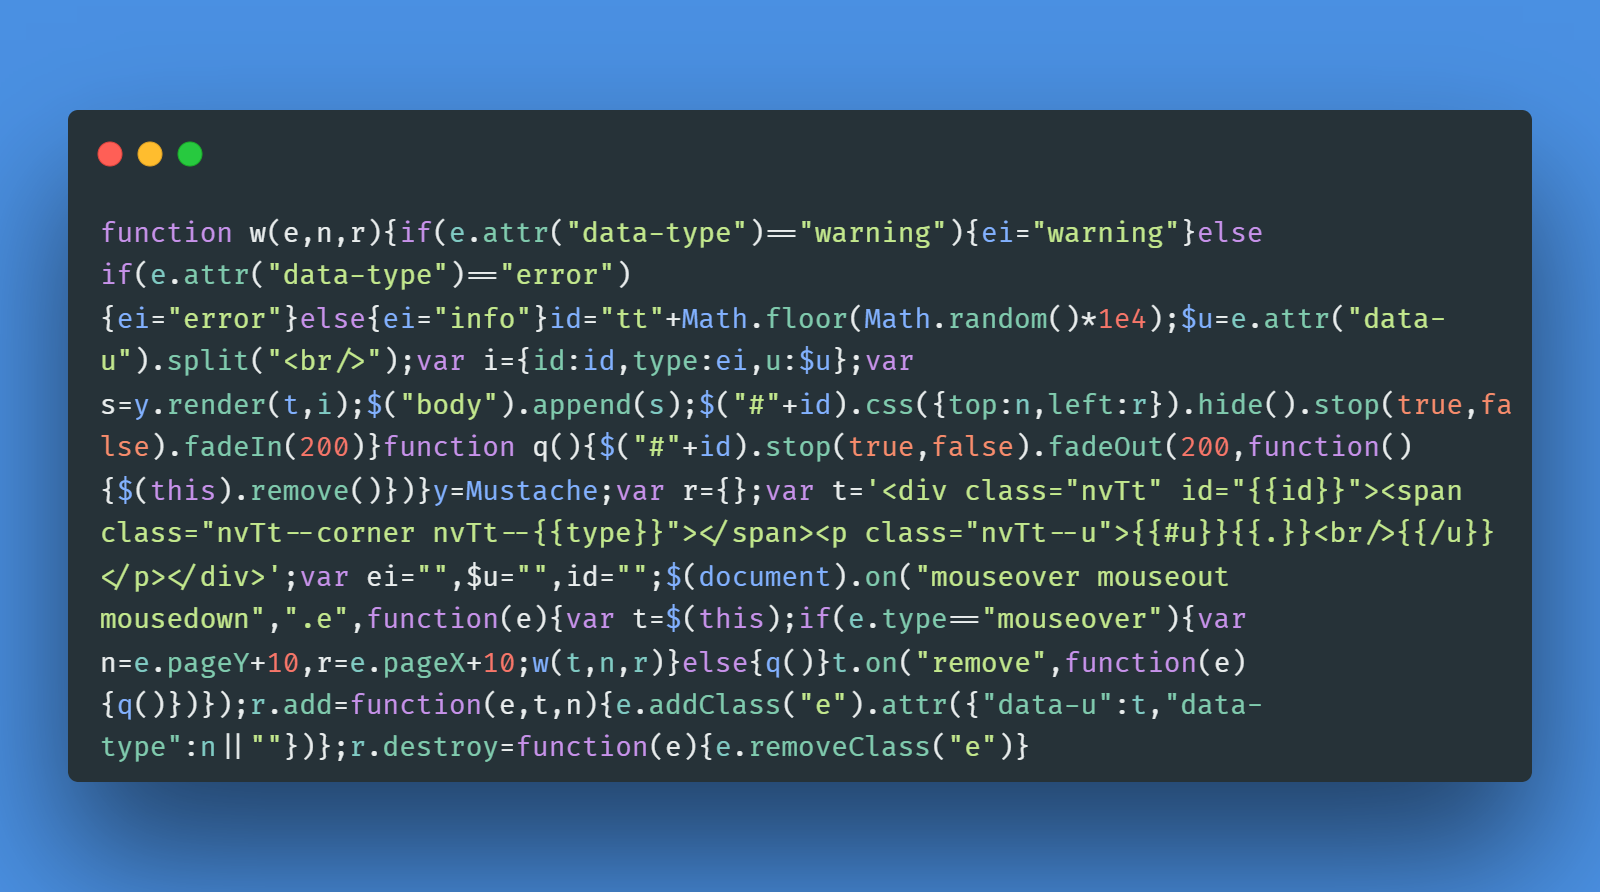 function w(e,n,r){if(e.attr("data-type")=="warning"){ei="warning"}else
if(e.attr("data-type")=="error")
{ei="error"}else{ei="info"}id="tt"+Math.floor(Math.random()*1e4);$u=e.attr("data-
u").split("<br/>");var i={id:id,type:ei,u:$u};var
s=y.render(t,i);$("body").append(s);$("#"+id).css({top:n,left:r}).hide().stop(true,fa
lse).fadeIn(200)}function q(){$("#"+id).stop(true,false).fadeOut(200,function()
{$(this).remove()})}y=Mustache;var r={};var t='<div class="nvTt" id="{{id}}"><span
class="nvTt--corner nvTt--{{type}}"></span><p class="nvTt--u">{{#u}}{{.}}<br/>{{/u}}
</p></div>';var ei="",$u="",id="";$(document).on("mouseover mouseout
mousedown",".e",function(e){var t=$(this);if(e.type=="mouseover"){var
n=e.pageY+10,r=e.pageX+10;w(t,n,r)}else{q()}t.on("remove",function(e)
{q()})});r.add=function(e,t,n){e.addClass("e").attr({"data-u":t,"data-
type":n||""})};r.destroy=function(e){e.removeClass("e")}